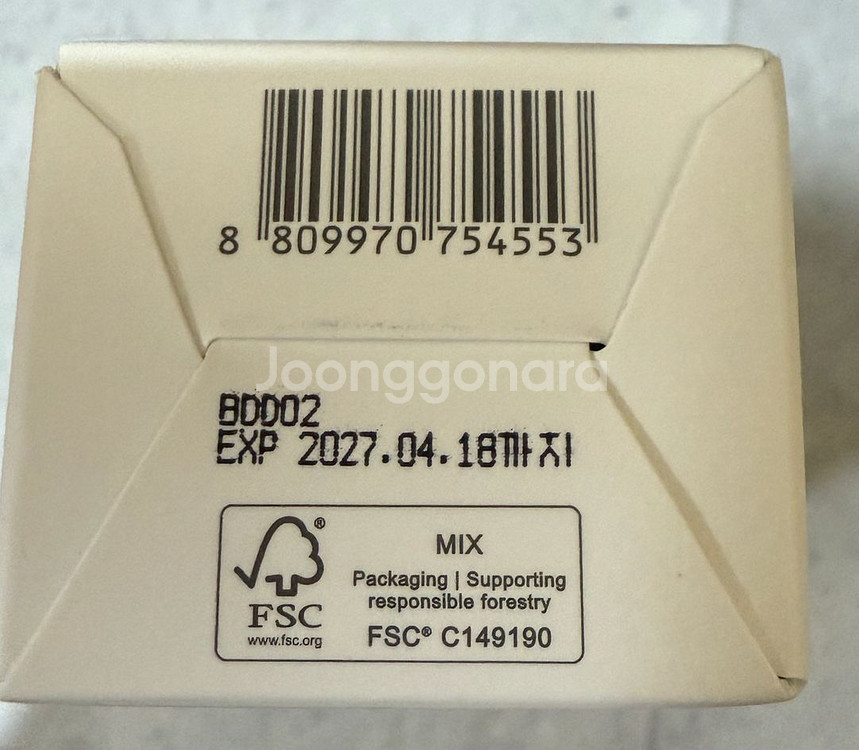 8 809970 754553
Joonggonara
BDD02
EXP 2027.04.18까지
MIX
Packaging | Supporting
responsible forestry
FSC® C149190
®
FSC
www.fsc.org